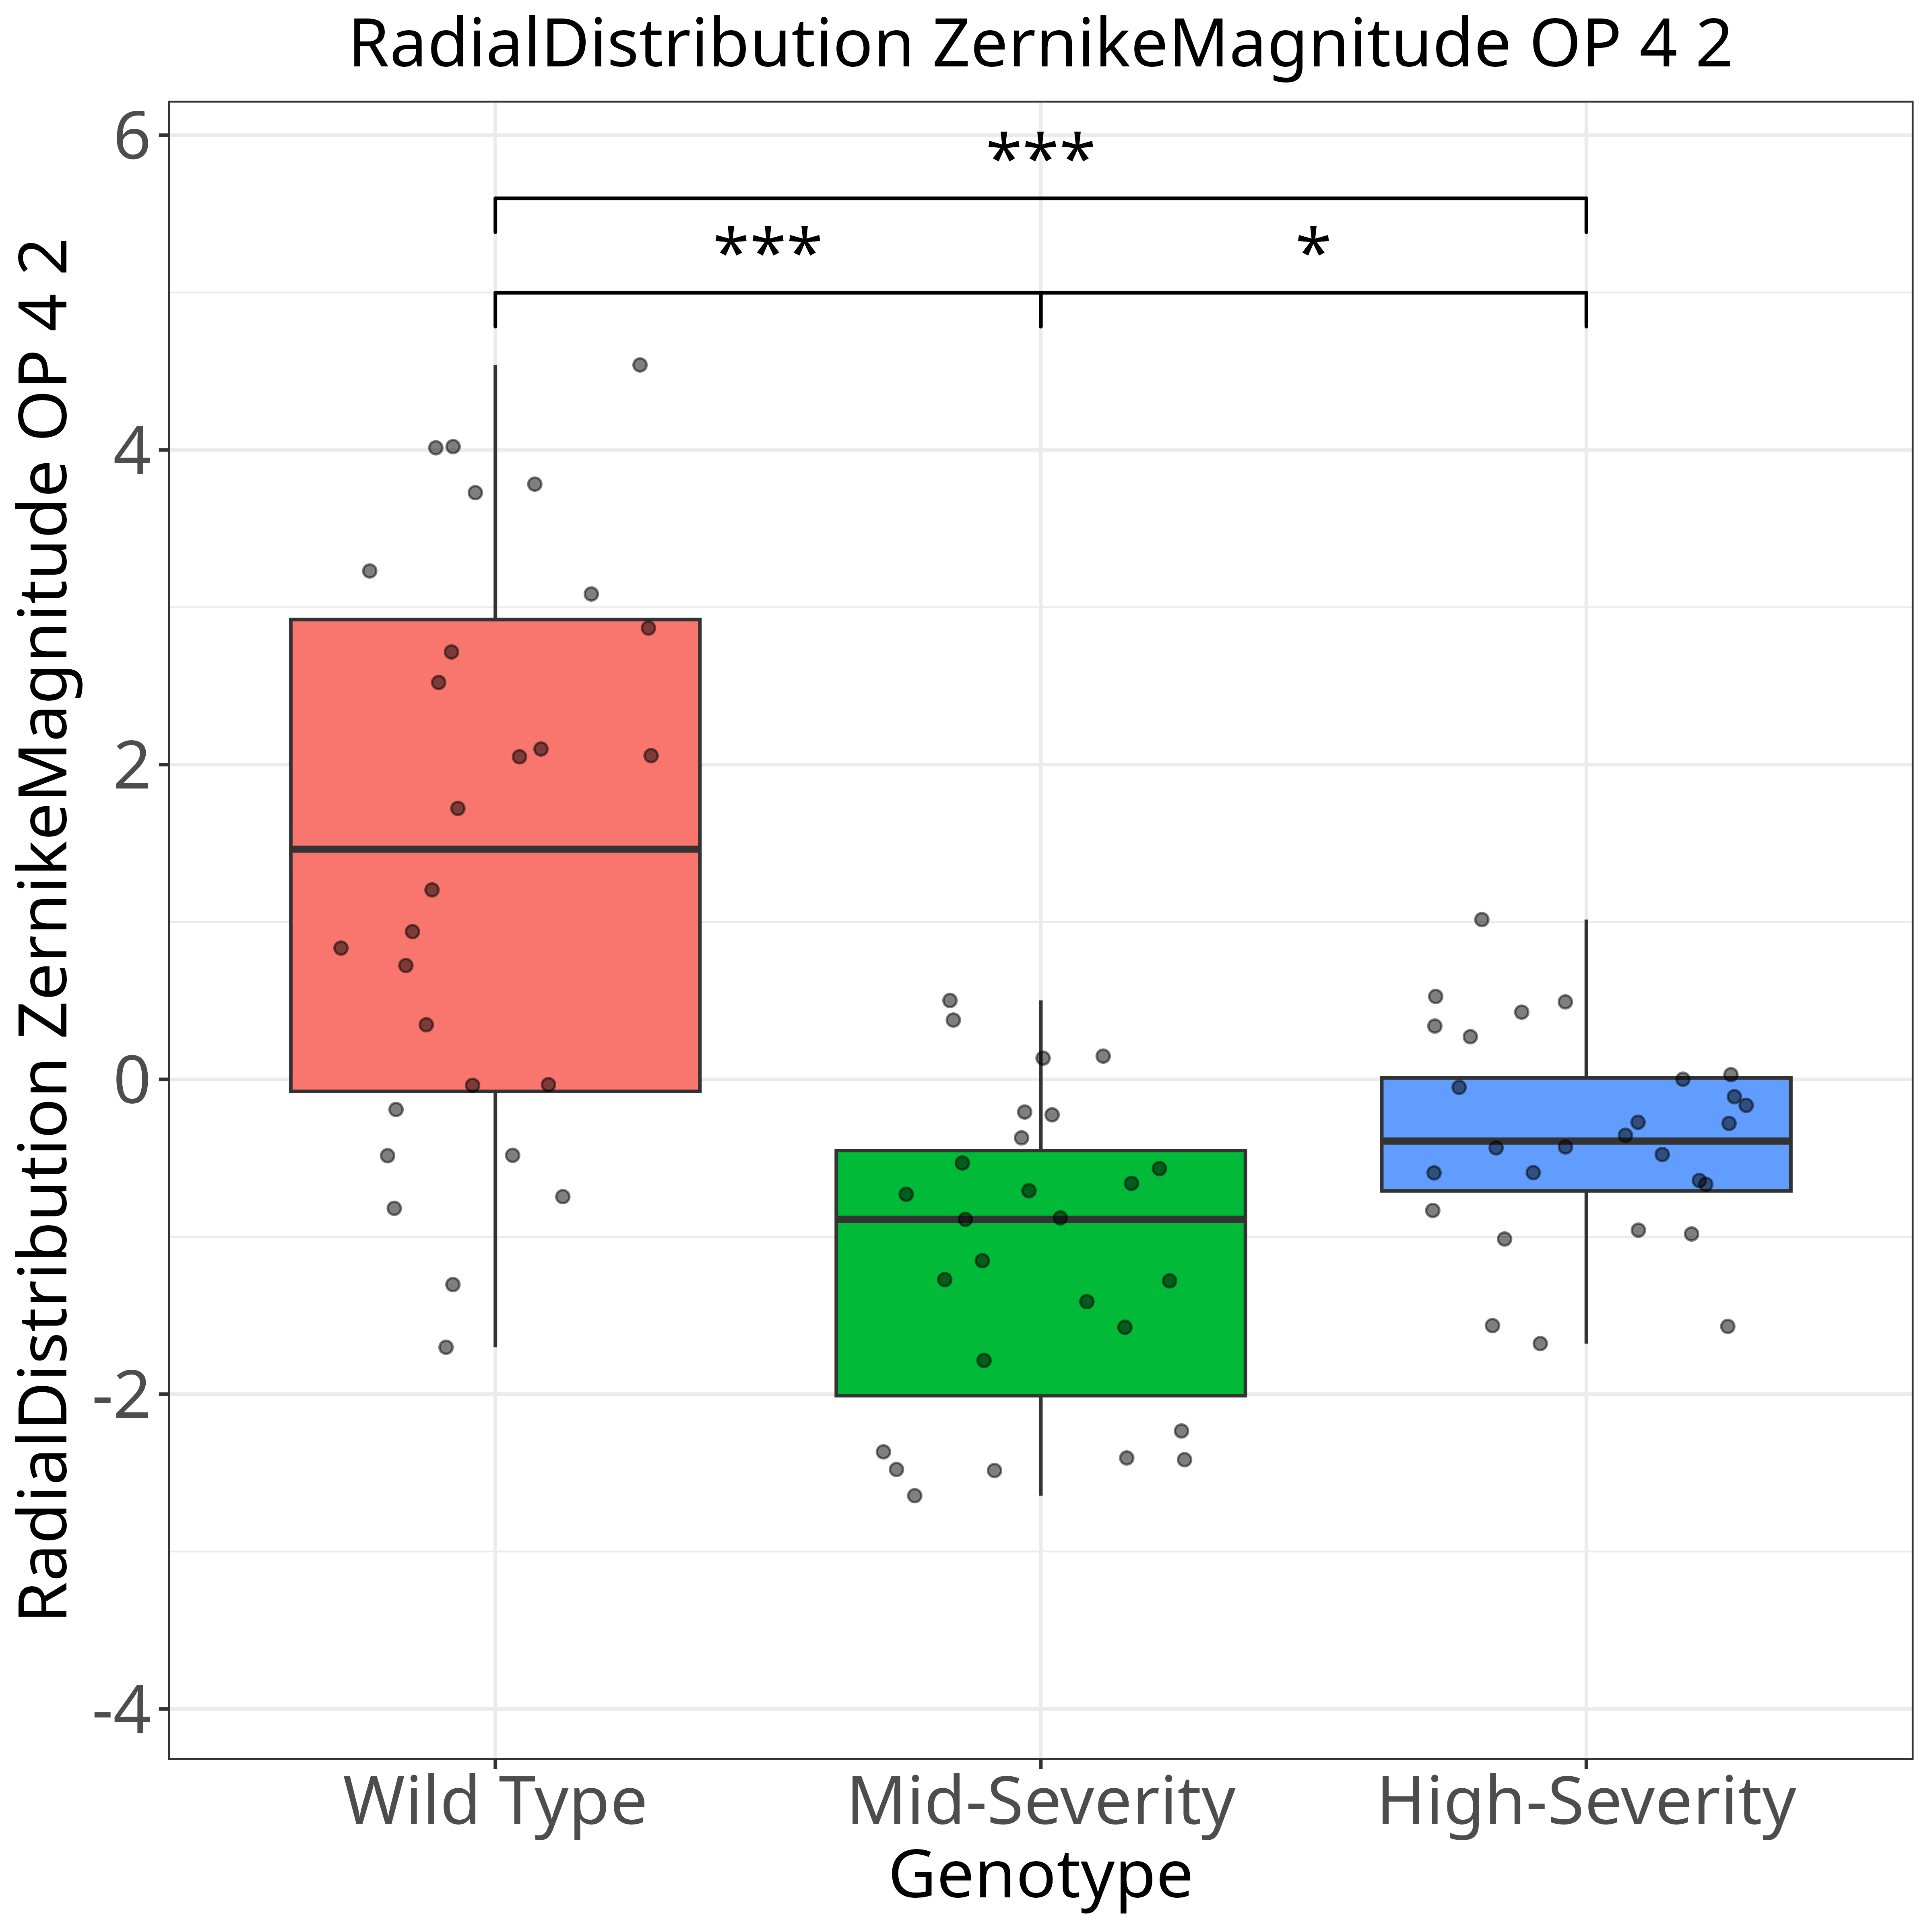 RadialDistribution ZernikeMagnitude OP 4 2
RadialDistribution ZernikeMagnitude OP 4 2
6
4
2
0
-2
-4
***
***
*
Wild Type
Mid-Severity
High-Severity
Genotype